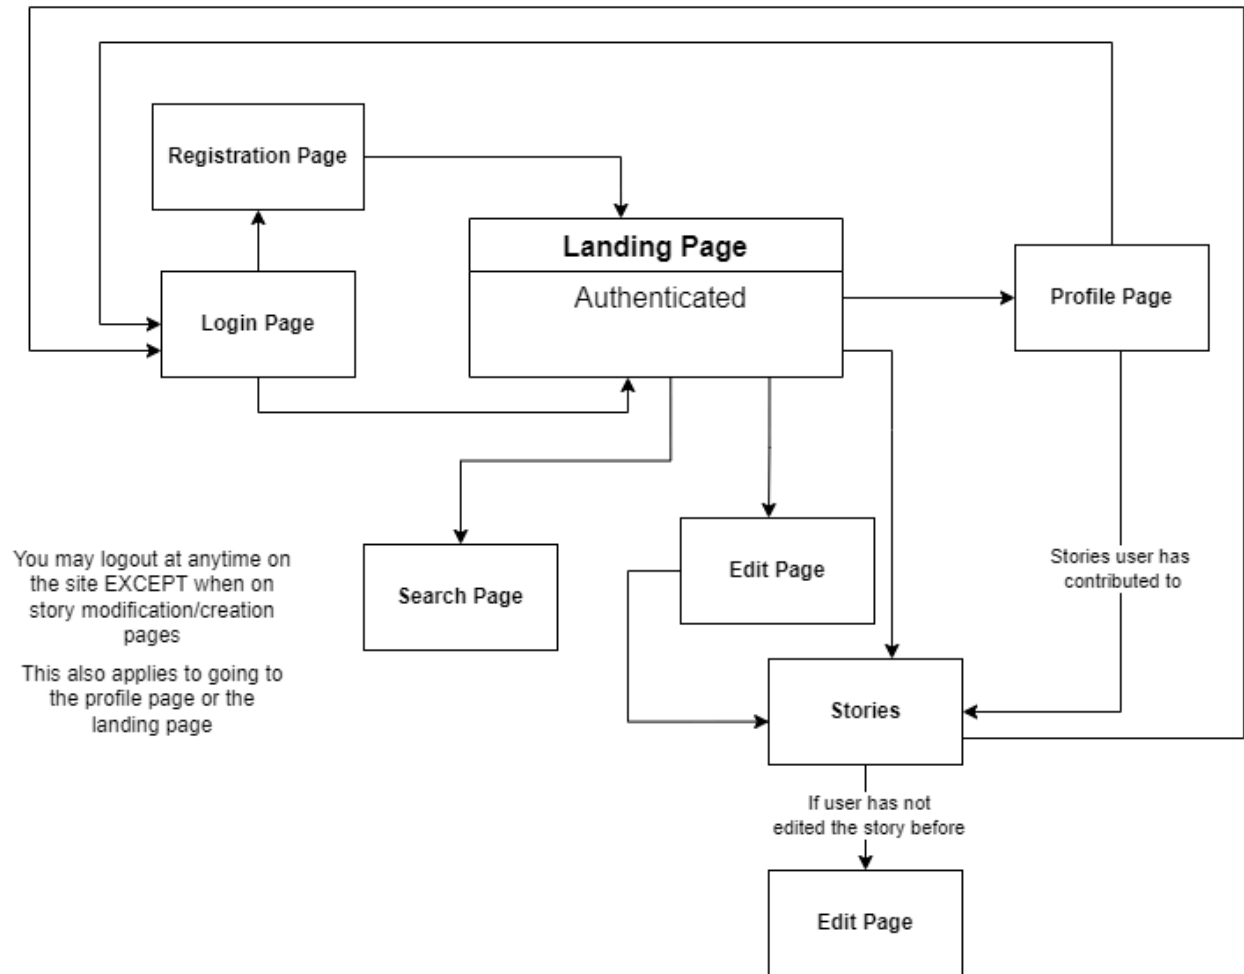 Registration Page
Landing Page
Authenticated
Profile Page
Login Page
You may logout at anytime on
the site EXCEPT when on
story modification/creation
pages
This also applies to going to
the profile page or the
landing page
Search Page
Edit Page
Stories user has
contributed to
Stories
If user has not
edited the story before
Edit Page